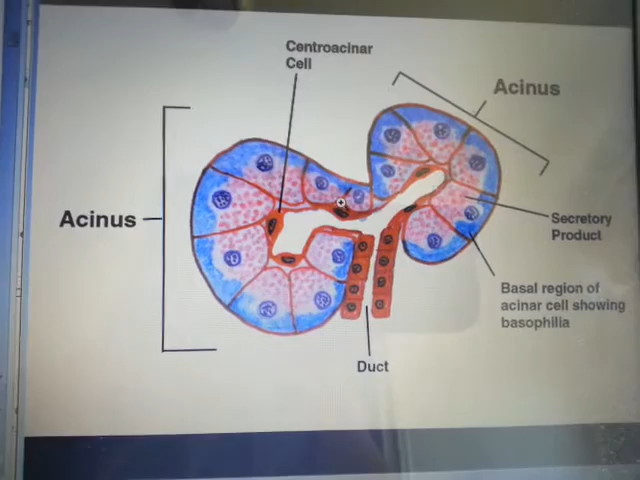 Centroacinar
Cell
Acinus
Acinus
Secretory
Product
Basal region of
acinar cell showing
basophilia
Duct